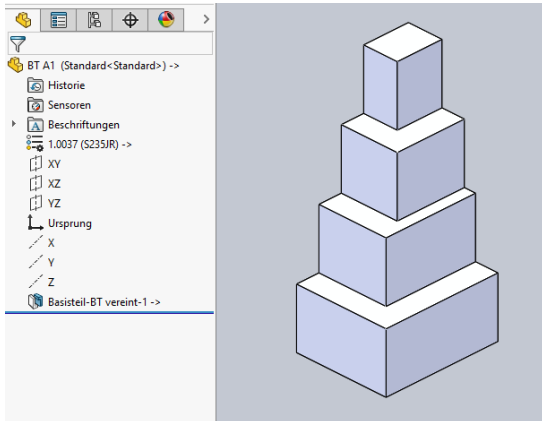 BT A1 (Standard<Standard>) ->
Historie
Sensoren
Beschriftungen
1.0037 (S235JR) ->
XY
XZ
YZ
Ursprung
X
Y
Z
Basisteil-BT vereint-1 ->